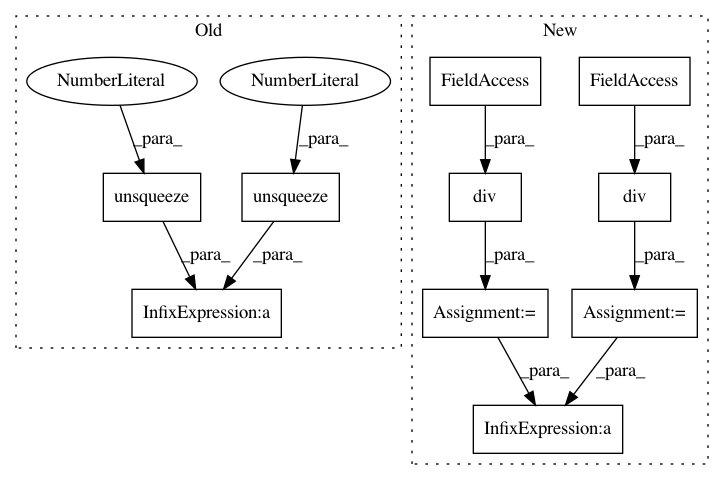 Old
New
NumberLiteral
NumberLiteral
FieldAccess
FieldAccess
_para_
_para_
_para_
_para_
unsqueeze
unsqueeze
div
div
_para_
_para_
_para_
_para_
InfixExpression:a
Assignment:=
Assignment:=
_para_
_para_
InfixExpression:a